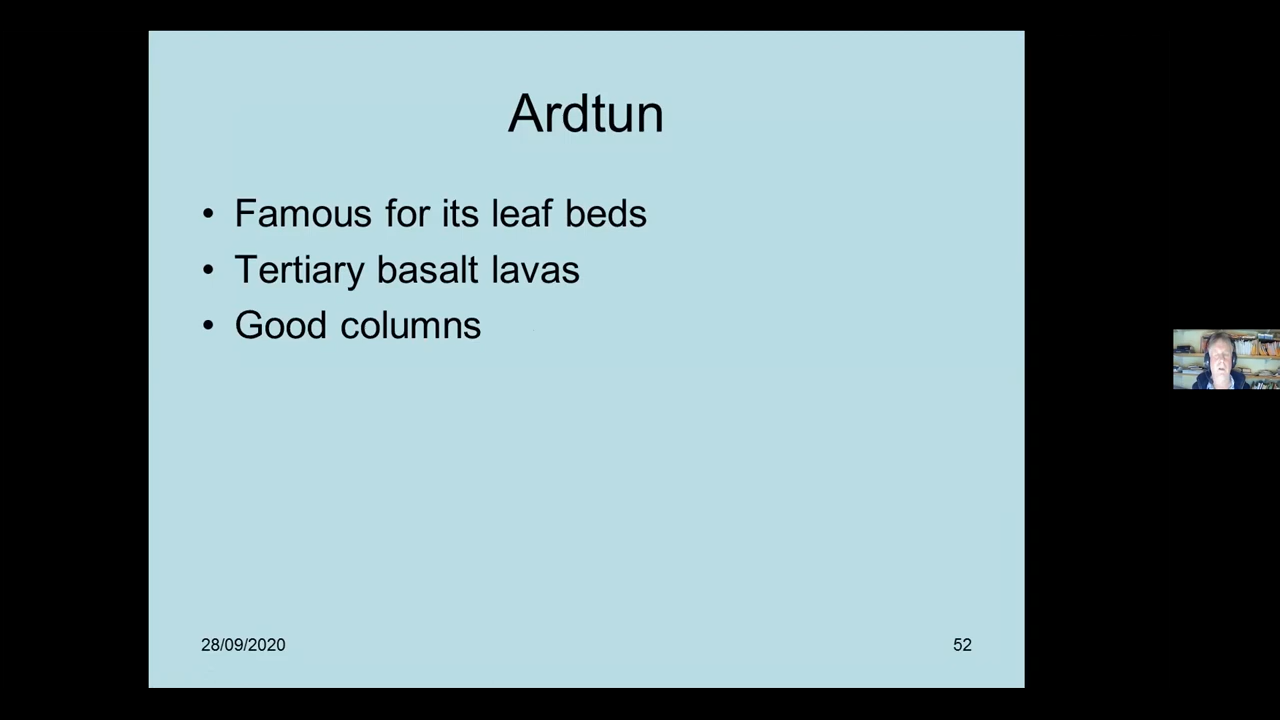 Ardtun
• Famous for its leaf beds
• Tertiary basalt lavas
• Good columns
28/09/2020
52